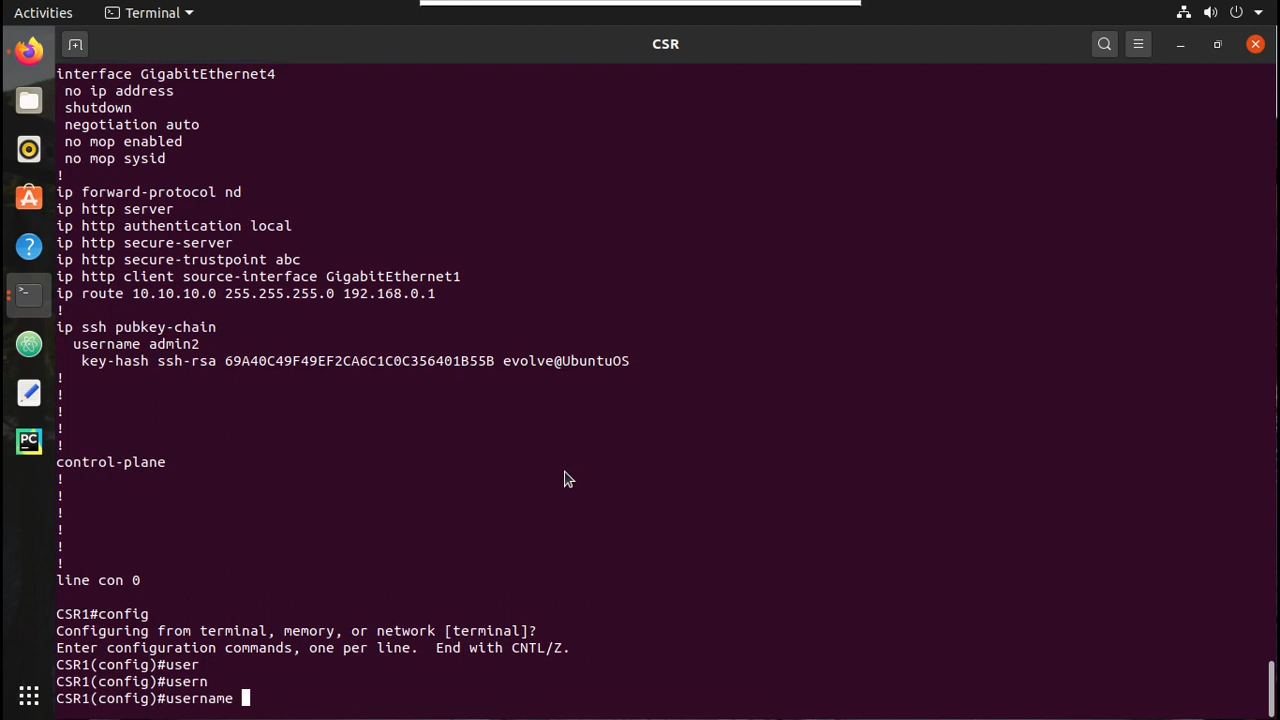 Activities
Terminal
CSR
interface GigabitEthernet4
no ip address
shutdown
negotiation auto
no mop enabled
no mop sysid
!
ip forward-protocol nd
ip http server
ip http authentication local
ip http secure-server
ip http secure-trustpoint abc
ip http client source-interface GigabitEthernet1
ip route 10.10.10.0 255.255.255.0 192.168.0.1
!
ip ssh pubkey-chain
username admin2
key-hash ssh-rsa 69A40C49F49EF2CA6C1C0C356401B55B evolve@UbuntuOS
!
!
!
!
!
control-plane
!
!
!
!
!
!
line con 0
CSR1#config
Configuring from terminal, memory, or network [terminal]?
Enter configuration commands, one per line.  End with CNTL/Z.
CSR1(config)#user
CSR1(config)#usern
CSR1(config)#username
PC